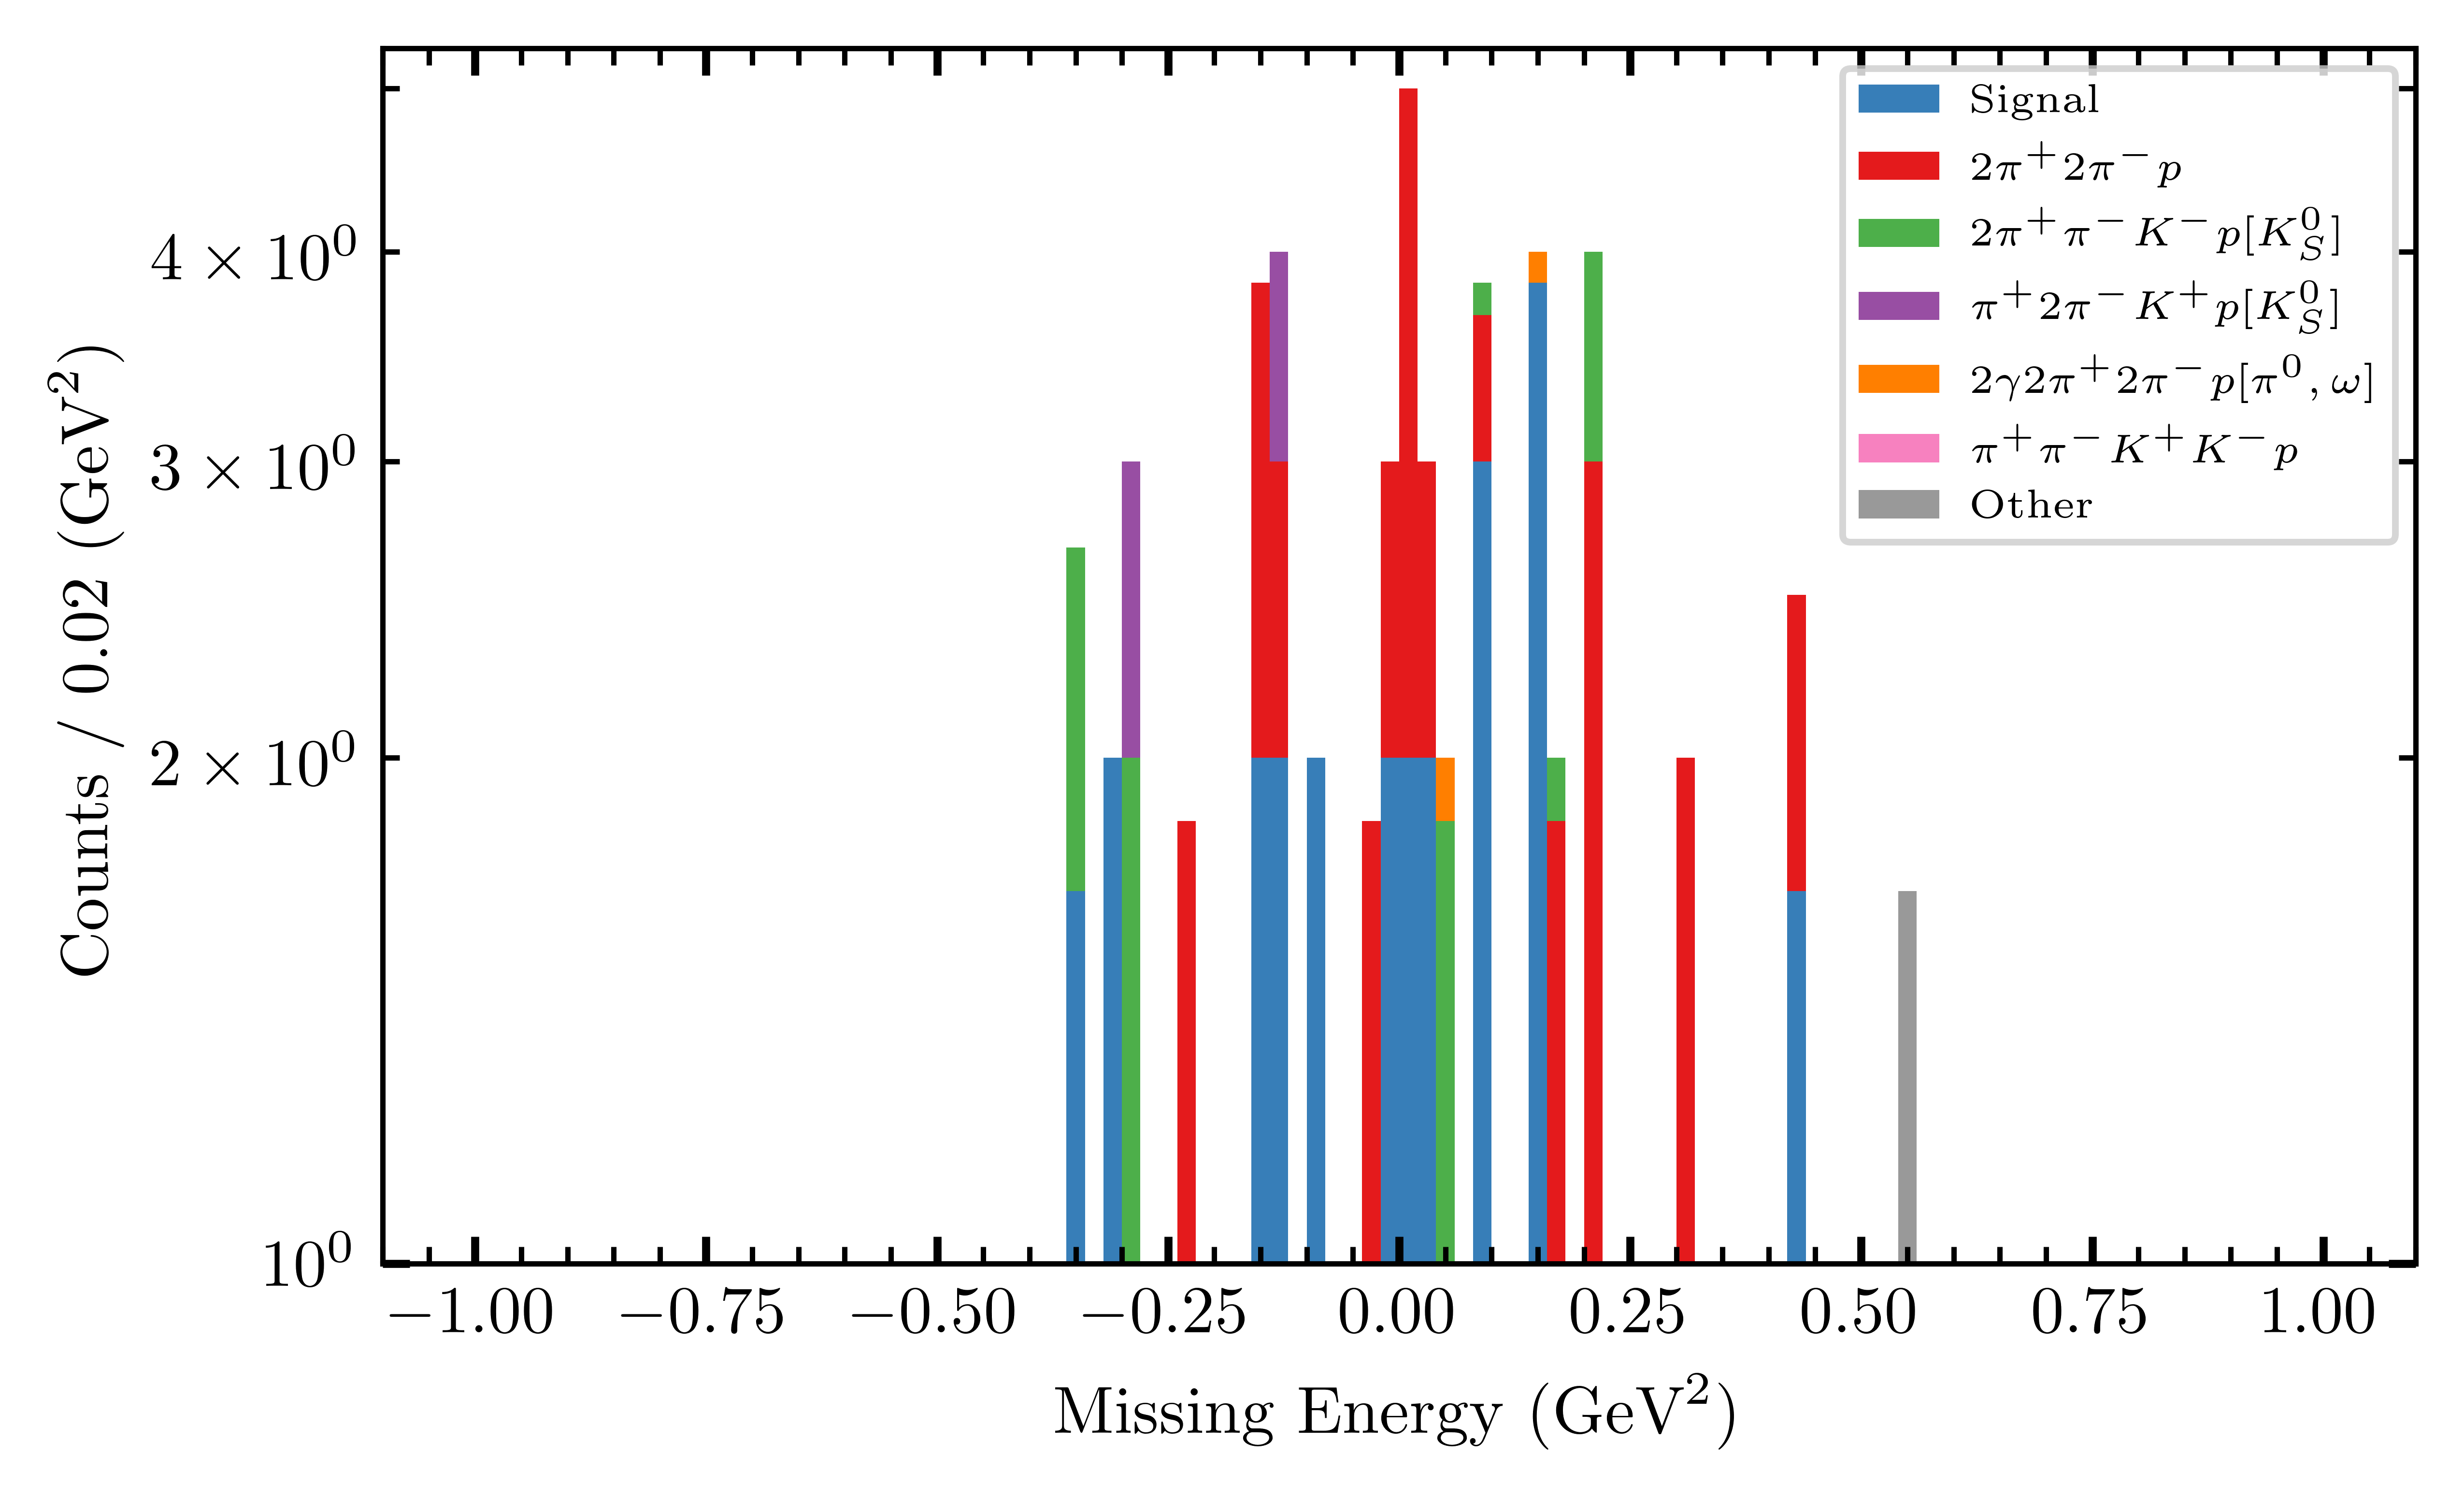 Counts / 0.02 (GeV²)
4 × 10⁰
3 × 10⁰
2 × 10⁰
10⁰
Signal
2π⁺2π⁻p
2π⁺π⁻K⁻p[K_S⁰]
π⁺2π⁻K⁺p[K_S⁰]
2γ2π⁺2π⁻p[π⁰, ω]
π⁺π⁻K⁺K⁻p
Other
−1.00 −0.75 −0.50 −0.25 0.00 0.25 0.50 0.75 1.00
Missing Energy (GeV²)